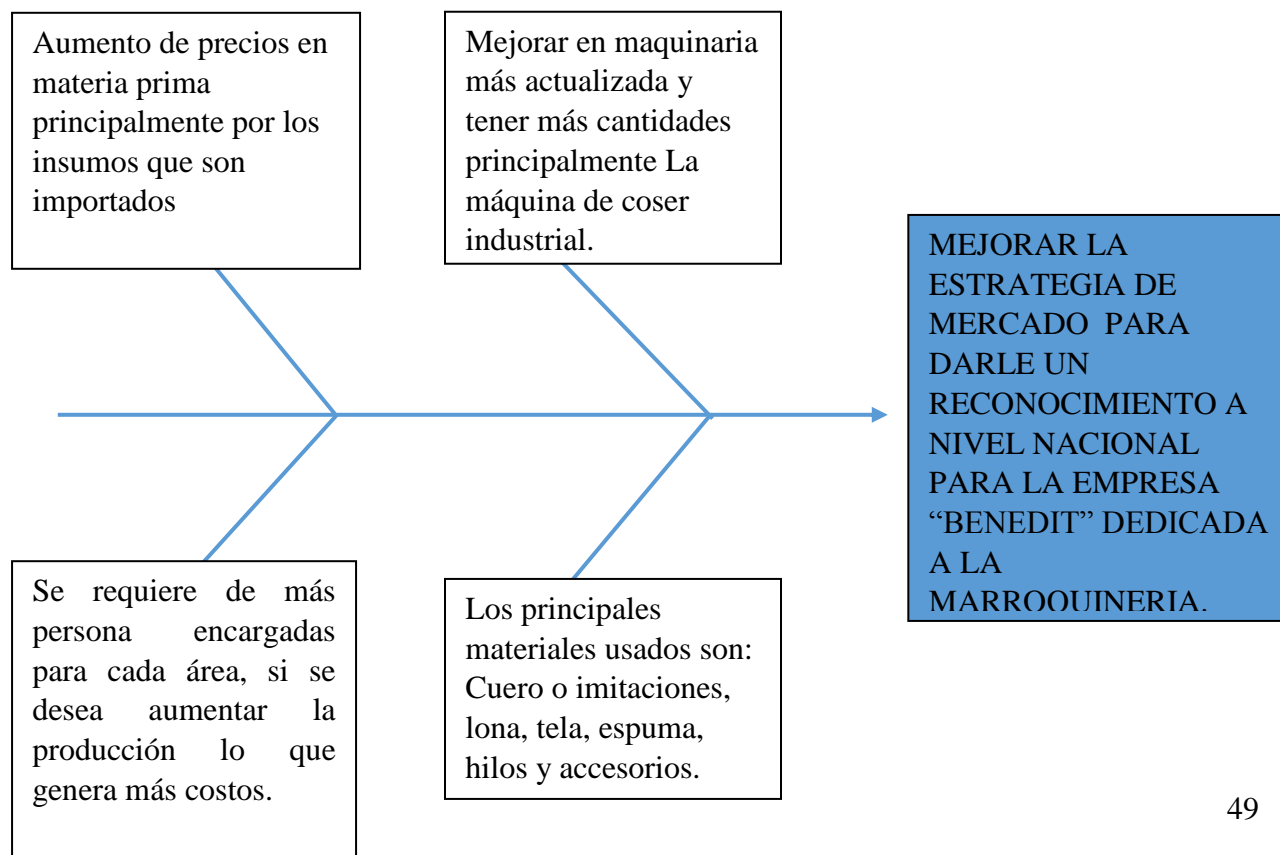 Aumento de precios en
materia prima
principalmente por los
insumos que son
importados
Mejorar en maquinaria
más actualizada y
tener más cantidades
principalmente La
máquina de coser
industrial.
MEJORAR LA
ESTRATEGIA DE
MERCADO PARA
DARLE UN
RECONOCIMIENTO A
NIVEL NACIONAL
PARA LA EMPRESA
“BENEDIT” DEDICADA
A LA
MARROQUINERIA.
Se requiere de más
persona encargadas
para cada área, si se
desea aumentar la
producción lo que
genera más costos.
Los principales
materiales usados son:
Cuero o imitaciones,
lona, tela, espuma,
hilos y accesorios.
49